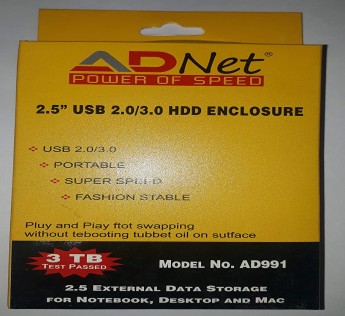 ADNet®
POWER OF SPEED
2.5" USB 2.0/3.0 HDD ENCLOSURE
USB 2.0/3.0
PORTABLE
SUPER SPEED
FASHION STABLE
Pluy and Play ftot swapping
without tebooting tubbet oil on sutface
3 TB
TEST PASSED
MODEL NO. AD991
2.5 EXTERNAL DATA STORAGE
FOR NOTEBOOK, DESKTOP AND MAC